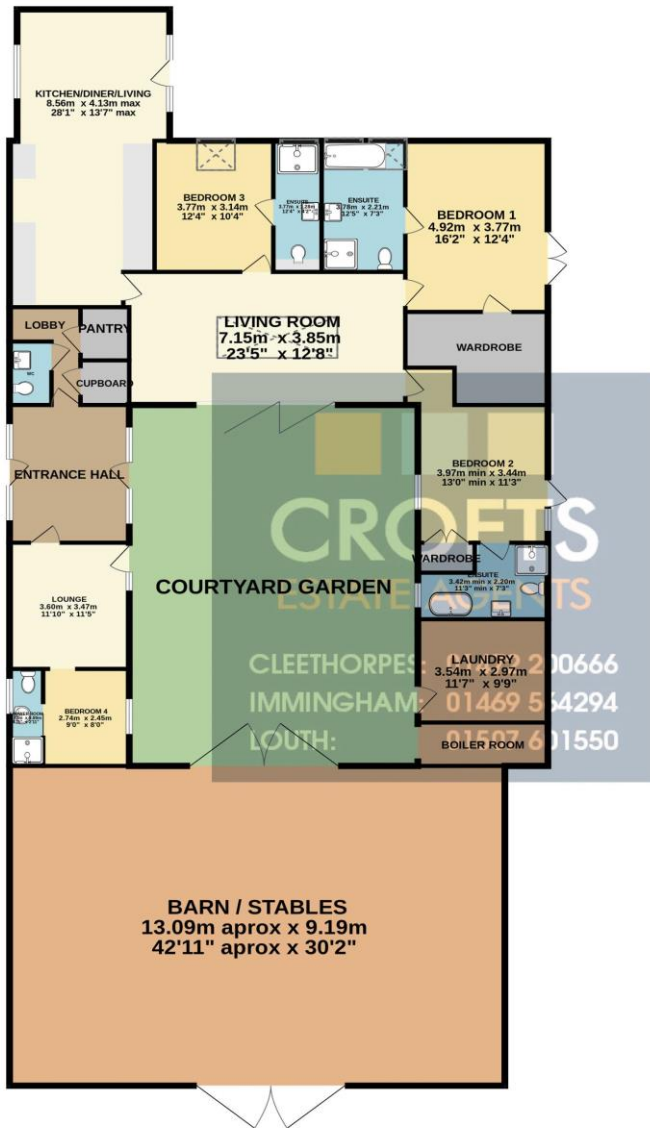 KITCHEN/DINER/LIVING
8.56m x 4.13m max
28'1" x 13'7" max
BEDROOM 3
3.77m x 3.14m
12'4" x 10'4"
ENSUITE
ENSUITE
3.78m x 2.21m
12'5" x 7'3"
BEDROOM 1
4.92m x 3.77m
16'2" x 12'4"
LOBBY
PANTRY
WC
CUPBOARD
LIVING ROOM
7.15m x 3.85m
23'5" x 12'8"
WARDROBE
ENTRANCE HALL
BEDROOM 2
3.97m min x 3.44m
13'0" min x 11'3"
CROFTS
ESTATE AGENTS
WARDROBE
ENSUITE
3.42m min x 2.20m
11'3" min x 7'3"
COURTYARD GARDEN
LOUNGE
3.60m x 3.47m
11'10" x 11'5"
CLEETHORPES: 200666
IMMINGHAM: 01469 564294
LOUTH: 01507 601550
LAUNDRY
3.54m x 2.97m
11'7" x 9'9"
BEDROOM 4
2.74m x 2.45m
9'0" x 8'0"
BOILER ROOM
BARN / STABLES
13.09m aprox x 9.19m
42'11" aprox x 30'2"